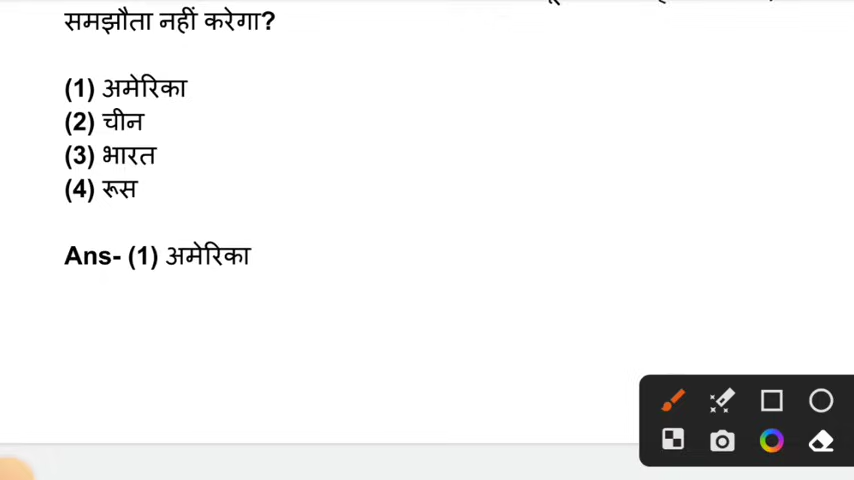 समझौता नहीं करेगा?
(1) अमेरिका
(2) चीन
(3) भारत
(4) रूस
Ans- (1) अमेरिका